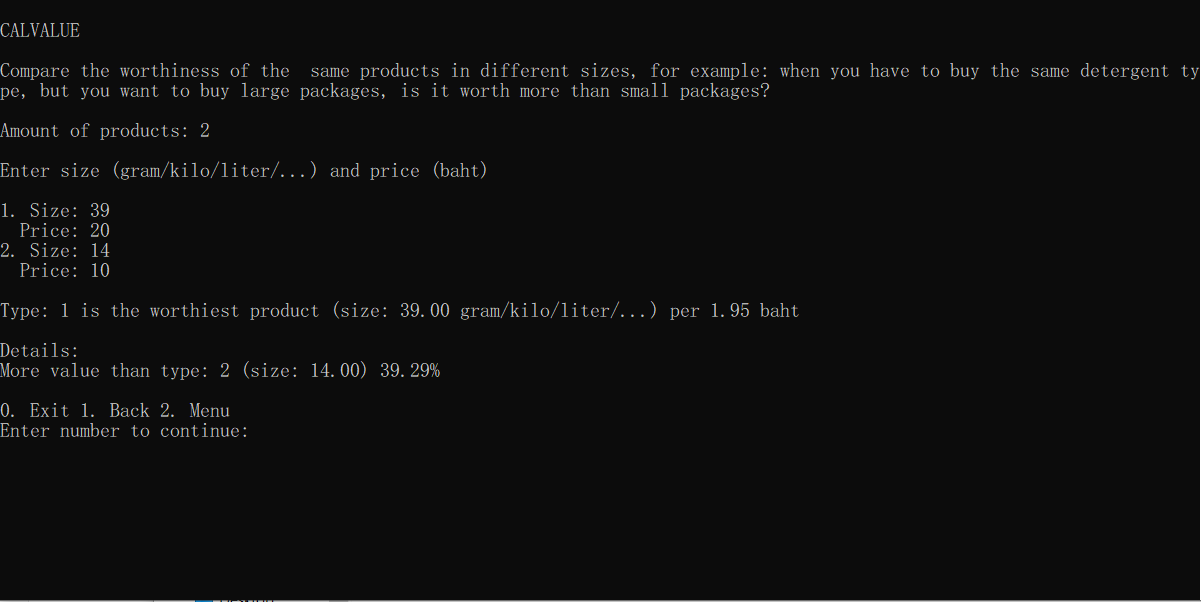 CALVALUE
Compare the worthiness of the  same products in different sizes, for example: when you have to buy the same detergent ty
pe, but you want to buy large packages, is it worth more than small packages?
Amount of products: 2
Enter size (gram/kilo/liter/...) and price (baht)
1. Size: 39
  Price: 20
2. Size: 14
  Price: 10
Type: 1 is the worthiest product (size: 39.00 gram/kilo/liter/...) per 1.95 baht
Details:
More value than type: 2 (size: 14.00) 39.29%
0. Exit 1. Back 2. Menu
Enter number to continue: